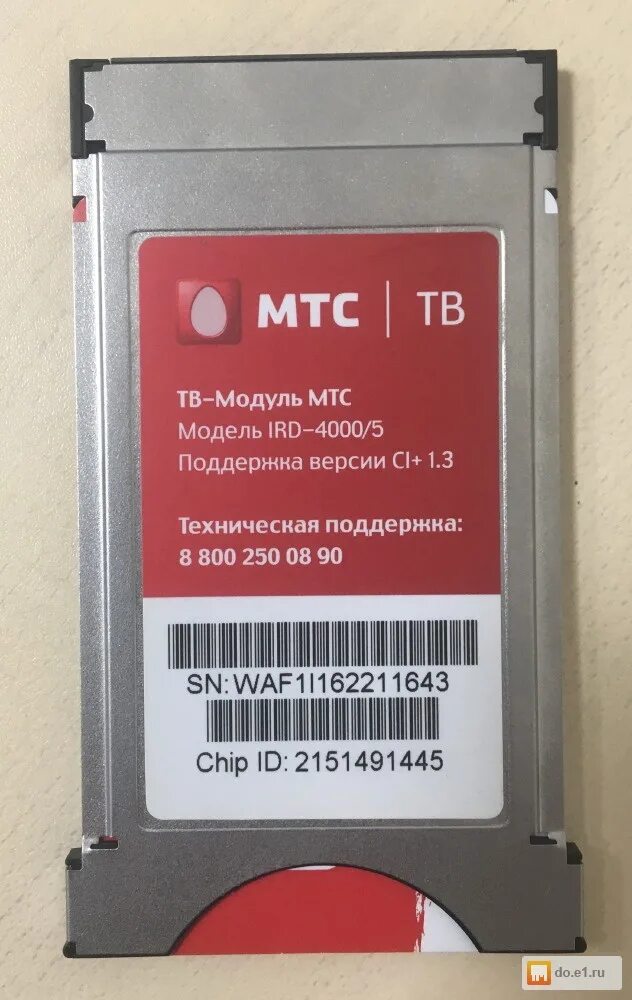 МТС | ТВ
ТВ-Модуль МТС
Модель IRD-4000/5
Поддержка версии CI+ 1.3
Техническая поддержка:
8 800 250 08 90
SN: WAF1I162211643
Chip ID: 2151491445
do.e1.ru